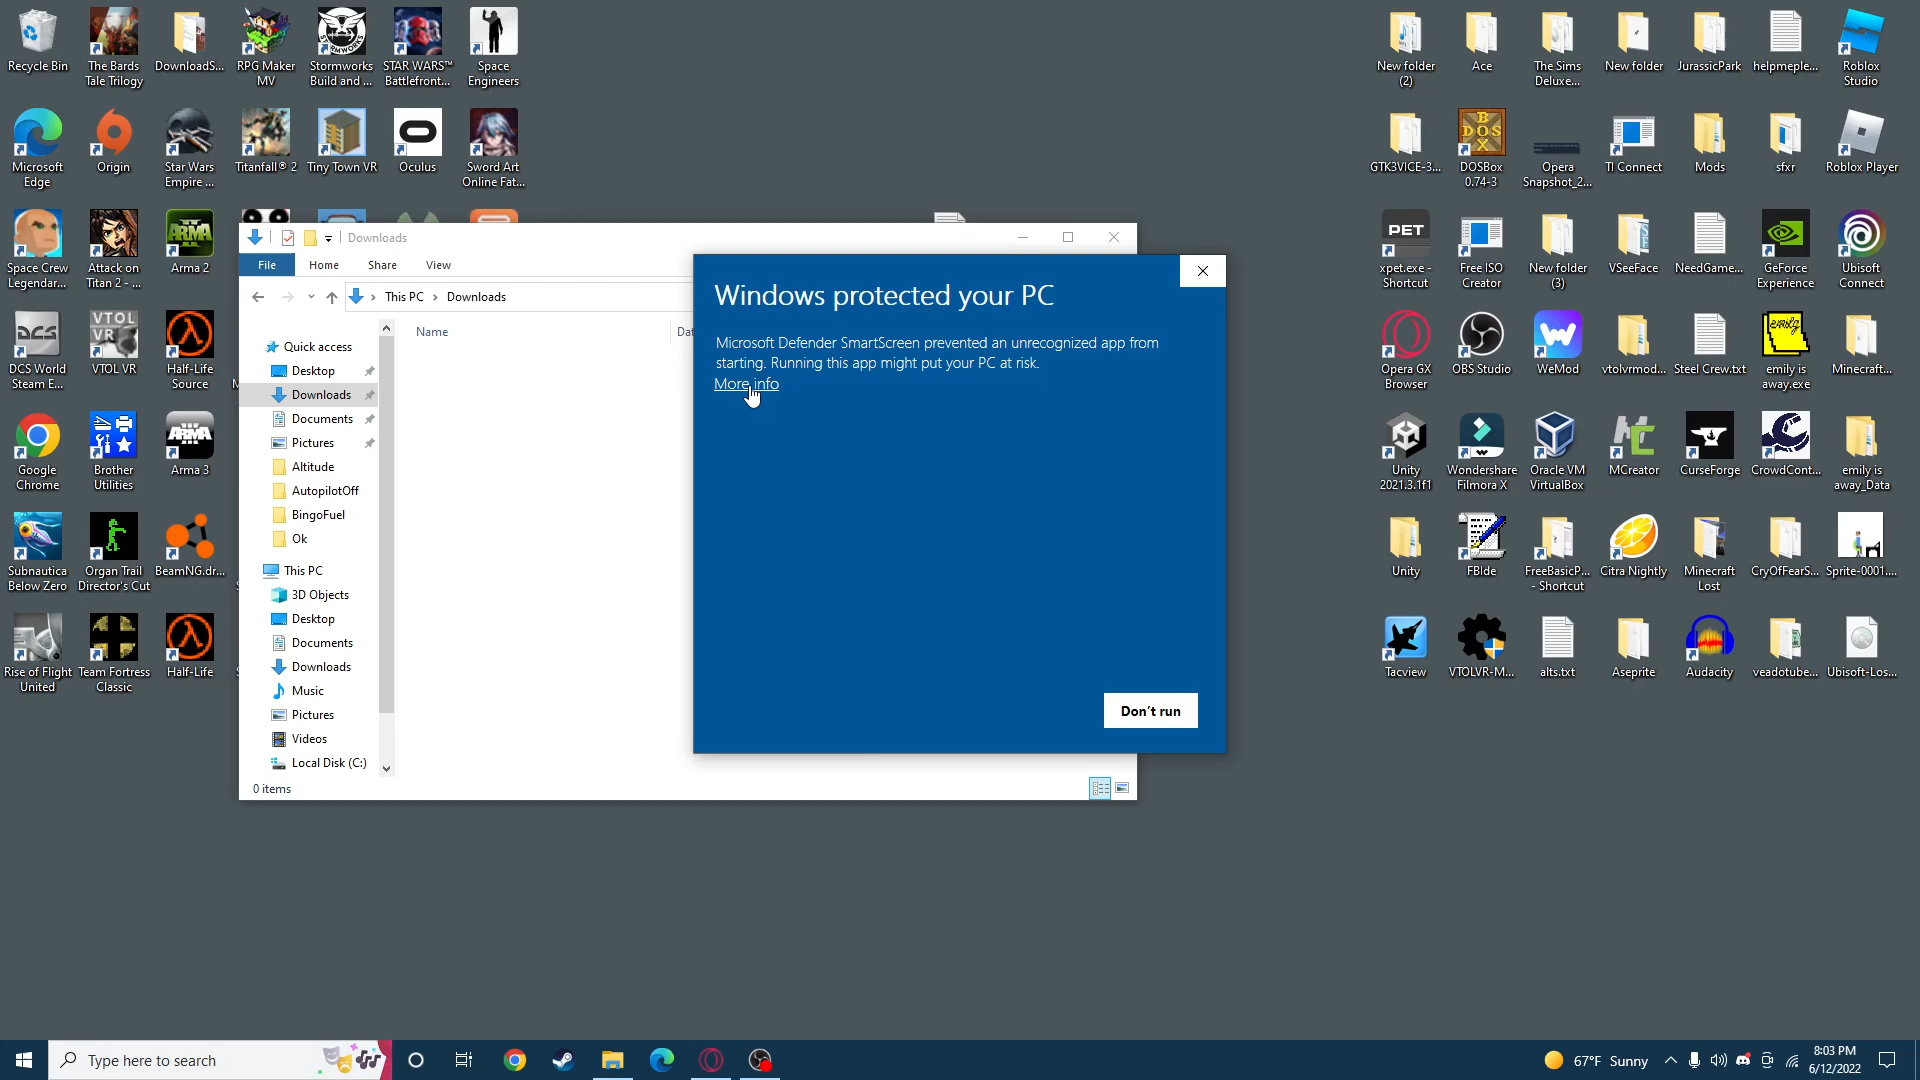 Recycle Bin
The Bards
Tale Trilogy
DownloadS...
RPG Maker
MV
Stormworks
Build and ...
STAR WARS™
Battlefront...
Space
Engineers
New folder
(2)
Ace
The Sims
Deluxe...
New folder
JurassicPark
helpmeple...
Roblox
Studio
Microsoft
Edge
Origin
Star Wars
Empire ...
Titanfall® 2
Tiny Town VR
Oculus
Sword Art
Online Fat...
GTK3VICE-3...
DOSBox
0.74-3
Opera
Snapshot_2...
TI Connect
Mods
sfxr
Roblox Player
Space Crew
Legendar...
Attack on
Titan 2 - ...
Arma 2
xpet.exe -
Shortcut
Free ISO
Creator
New folder
(3)
VSeeFace
NeedGame...
GeForce
Experience
Ubisoft
Connect
DCS World
Steam E...
VTOL VR
Half-Life
Source
Opera GX
Browser
OBS Studio
WeMod
vtolvrmod...
Steel Crew.txt
emily is
away.exe
Minecraft...
Google
Chrome
Brother
Utilities
Arma 3
Unity
2021.3.1f1
Wondershare
Filmora X
Oracle VM
VirtualBox
MCreator
CurseForge
CrowdCont...
emily is
away_Data
Subnautica
Below Zero
Organ Trail
Director's Cut
BeamNG.dr...
Unity
FBIde
FreeBasicP...
- Shortcut
Citra Nightly
Minecraft
Lost
CryOfFearS...
Sprite-0001....
Rise of Flight
United
Team Fortress
Classic
Half-Life
Tacview
VTOLVR-M...
alts.txt
Aseprite
Audacity
veadotube...
Ubisoft-Los...
Downloads
File
Home
Share
View
This PC
Downloads
Name
Dat
Quick access
Desktop
Downloads
Documents
Pictures
Altitude
AutopilotOff
BingoFuel
Ok
This PC
3D Objects
Desktop
Documents
Downloads
Music
Pictures
Videos
Local Disk (C:)
0 items
Windows protected your PC
Microsoft Defender SmartScreen prevented an unrecognized app from
starting. Running this app might put your PC at risk.
More info
Don't run
Type here to search
67°F Sunny
8:03 PM
6/12/2022